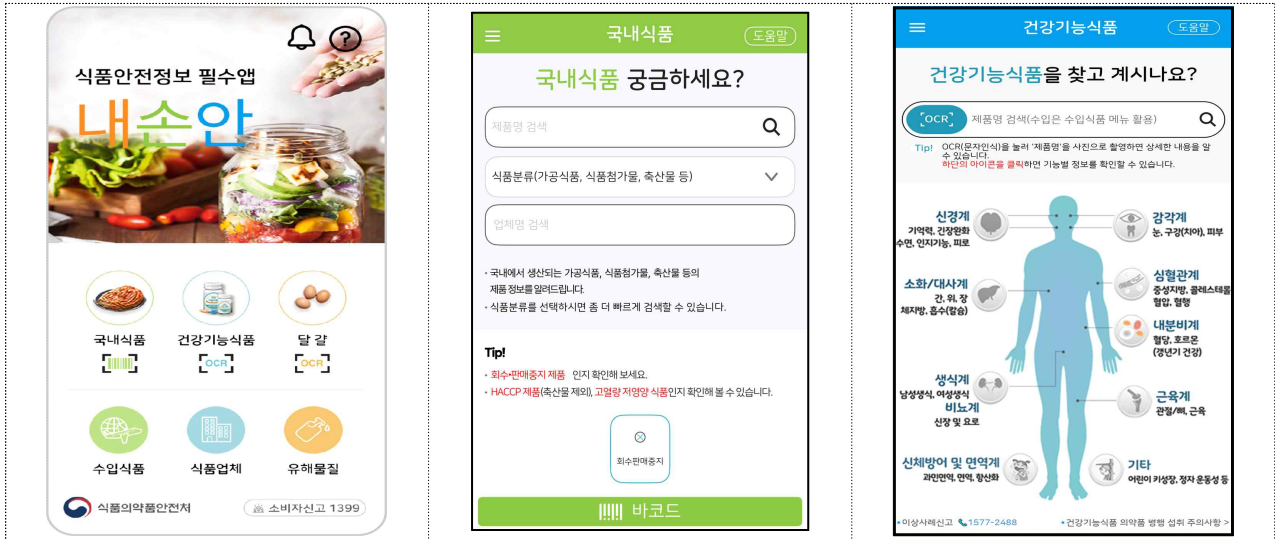 식품안전정보 필수앱
내손안
국내식품
건강기능식품
달 걀
OCR
OCR
수입식품
식품업체
유해물질
식품의약품안전처
소비자신고 1399
국내식품
도움말
국내식품 궁금하세요?
제품명 검색
식품분류(가공식품, 식품첨가물, 축산물 등)
업체명 검색
• 국내에서 생산되는 가공식품, 식품첨가물, 축산물 등의
제품 정보를 알려드립니다.
• 식품분류를 선택하시면 좀 더 빠르게 검색할 수 있습니다.
Tip!
• 회수•판매중지 제품 인지 확인해 보세요.
• HACCP 제품(축산물 제외), 고열량 저영양 식품인지 확인해 볼 수 있습니다.
회수판매중지
바코드
건강기능식품
도움말
건강기능식품을 찾고 계시나요?
OCR 제품명 검색(수입은 수입식품 메뉴 활용)
Tip! OCR(문자인식)을 눌러 '제품명'을 사진으로 촬영하면 상세한 내용을 알
수 있습니다.
하단의 아이콘을 클릭하면 기능별 정보를 확인할 수 있습니다.
신경계
기억력, 긴장완화
수면, 인지기능, 피로
감각계
눈, 구강(치아), 피부
소화/대사계
간, 위, 장
체지방, 흡수(칼슘)
심혈관계
중성지방, 콜레스테롤
혈압, 혈행
내분비계
혈당, 호르몬
(갱년기 건강)
생식계
남성생식, 여성생식
비뇨계
신장 및 요로
근육계
관절/뼈, 근육
신체방어 및 면역계
과민면역, 면역, 항산화
기타
어린이 키성장, 정자 운동성 등
•이상사례신고 1577-2488
•건강기능식품 의약품 병행 섭취 주의사항 >